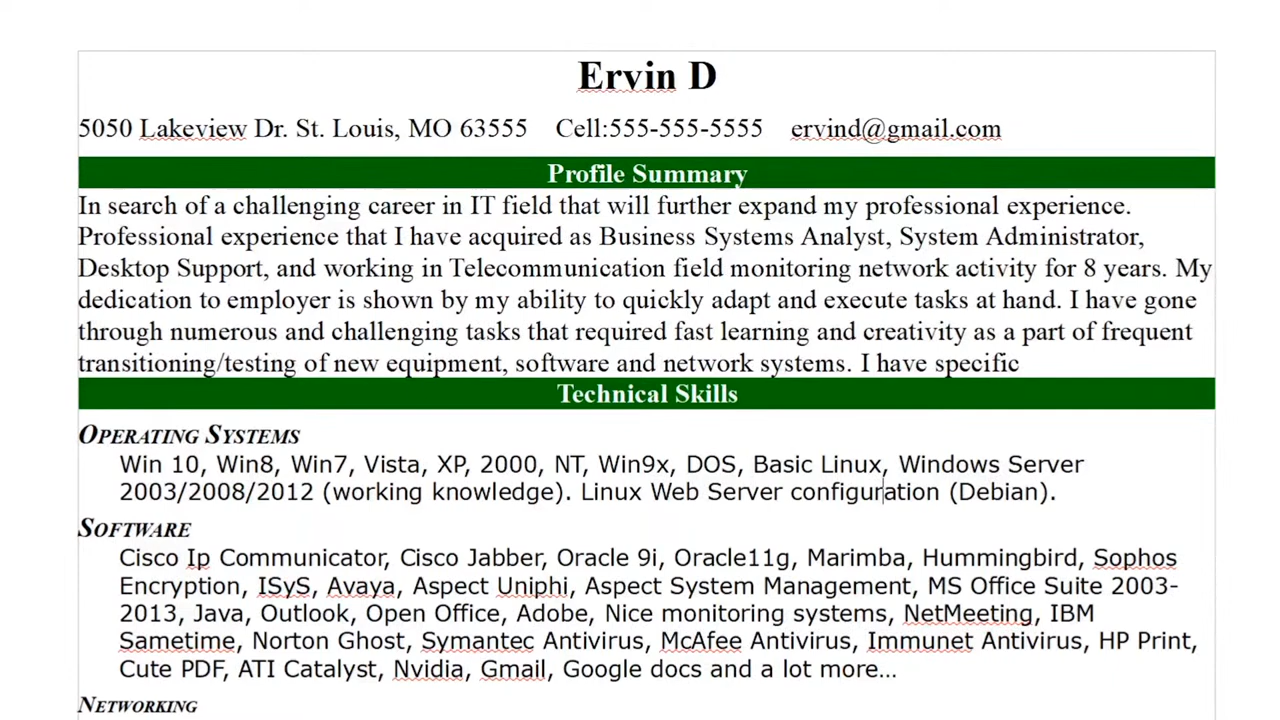 Ervin D
5050 Lakeview Dr. St. Louis, MO 63555 Cell:555-555-5555 ervind@gmail.com
Profile Summary
In search of a challenging career in IT field that will further expand my professional experience.
Professional experience that I have acquired as Business Systems Analyst, System Administrator,
Desktop Support, and working in Telecommunication field monitoring network activity for 8 years. My
dedication to employer is shown by my ability to quickly adapt and execute tasks at hand. I have gone
through numerous and challenging tasks that required fast learning and creativity as a part of frequent
transitioning/testing of new equipment, software and network systems. I have specific
Technical Skills
OPERATING SYSTEMS
Win 10, Win8, Win7, Vista, XP, 2000, NT, Win9x, DOS, Basic Linux, Windows Server
2003/2008/2012 (working knowledge). Linux Web Server configuration (Debian).
SOFTWARE
Cisco Ip Communicator, Cisco Jabber, Oracle 9i, Oracle11g, Marimba, Hummingbird, Sophos
Encryption, ISyS, Avaya, Aspect Uniphi, Aspect System Management, MS Office Suite 2003-
2013, Java, Outlook, Open Office, Adobe, Nice monitoring systems, NetMeeting, IBM
Sametime, Norton Ghost, Symantec Antivirus, McAfee Antivirus, Immunet Antivirus, HP Print,
Cute PDF, ATI Catalyst, Nvidia, Gmail, Google docs and a lot more…
NETWORKING